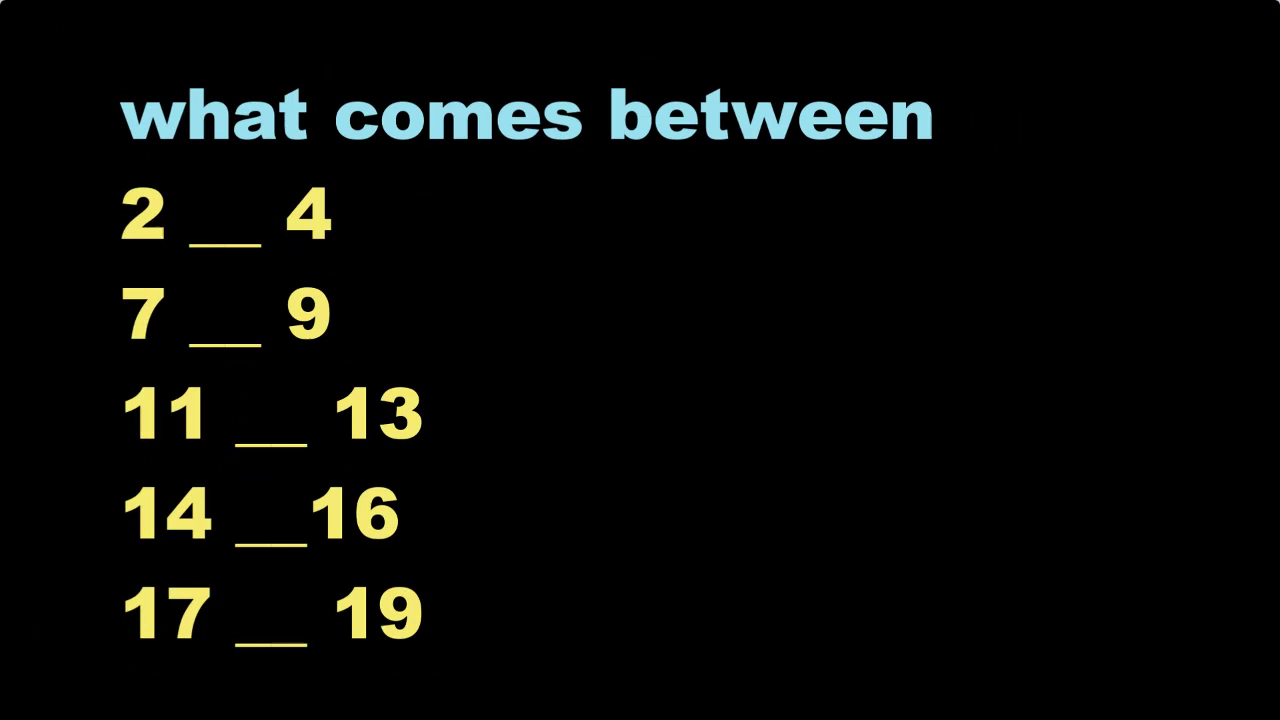 what comes between
2 __ 4
7 __ 9
11 __ 13
14 __16
17 __ 19